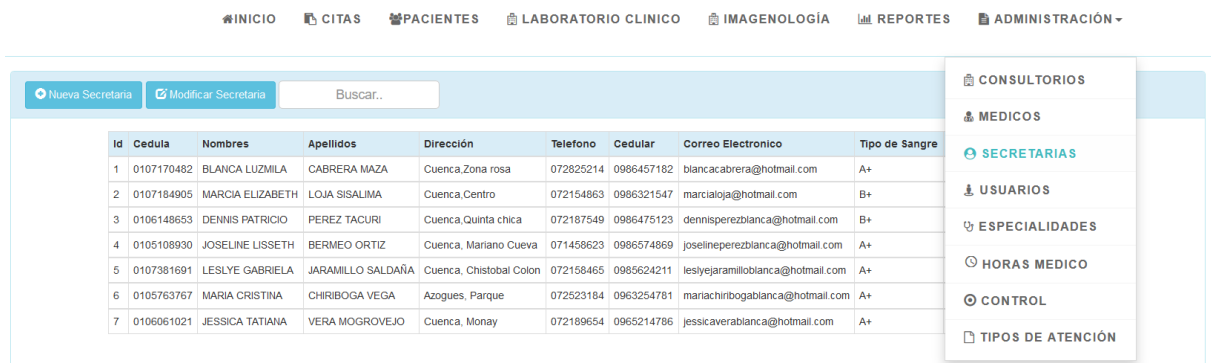 INICIO CITAS PACIENTES LABORATORIO CLINICO IMAGENOLOGÍA REPORTES ADMINISTRACIÓN
Nueva Secretaria Modificar Secretaria Buscar..
Id Cedula Nombres Apellidos Dirección Telefono Cedular Correo Electronico Tipo de Sangre
1 0107170482 BLANCA LUZMILA CABRERA MAZA Cuenca,Zona rosa 072825214 0986457182 blancacabrera@hotmail.com A+
2 0107184905 MARCIA ELIZABETH LOJA SISALIMA Cuenca,Centro 072154863 0986321547 marcialoja@hotmail.com B+
3 0106148653 DENNIS PATRICIO PEREZ TACURI Cuenca,Quinta chica 072187549 0986475123 dennisperezblanca@hotmail.com B+
4 0105108930 JOSELINE LISSETH BERMEO ORTIZ Cuenca, Mariano Cueva 071458623 0986574869 joselineperezblanca@hotmail.com A+
5 0107381691 LESLYE GABRIELA JARAMILLO SALDAÑA Cuenca, Chistobal Colon 072158465 0985624211 leslyejaramilloblanca@hotmail.com A+
6 0105763767 MARIA CRISTINA CHIRIBOGA VEGA Azogues, Parque 072523184 0963254781 mariachiribogablanca@hotmail.com A+
7 0106061021 JESSICA TATIANA VERA MOGROVEJO Cuenca, Monay 072189654 0965214786 jessicaverablanca@hotmail.com A+
CONSULTORIOS
MEDICOS
SECRETARIAS
USUARIOS
ESPECIALIDADES
HORAS MEDICO
CONTROL
TIPOS DE ATENCIÓN